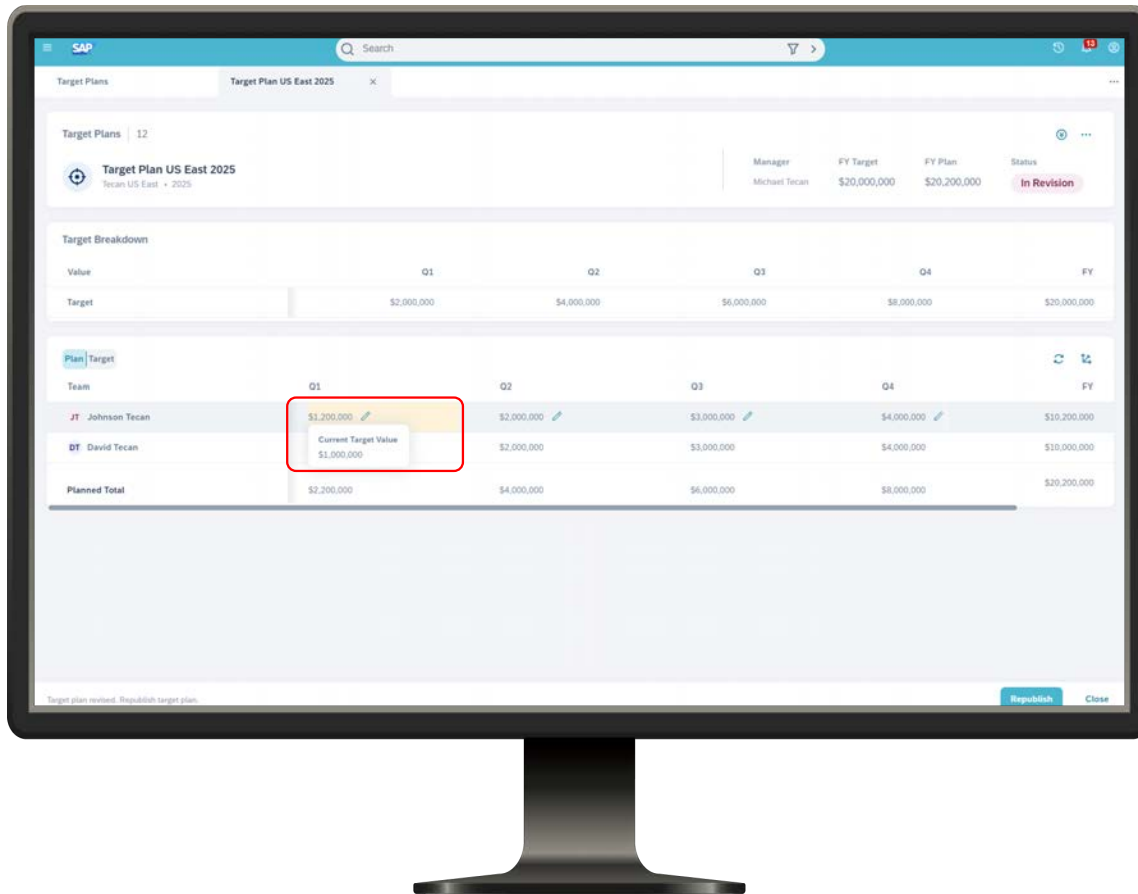 SAP Search 13
Target Plans Target Plan US East 2025
Target Plans 12
Target Plan US East 2025
Tecan US East • 2025
Manager FY Target FY Plan Status
Michael Tecan $20,000,000 $20,200,000 In Revision
Target Breakdown
Value Q1 Q2 Q3 Q4 FY
Target $2,000,000 $4,000,000 $6,000,000 $8,000,000 $20,000,000
Plan Target
Team Q1 Q2 Q3 Q4 FY
JT Johnson Tecan $1,200,000 $2,000,000 $3,000,000 $4,000,000 $10,200,000
Current Target Value
$1,000,000
DT David Tecan $2,000,000 $3,000,000 $4,000,000 $10,000,000
Planned Total $2,200,000 $4,000,000 $6,000,000 $8,000,000 $20,200,000
Target plan revised. Republish target plan. Republish Close